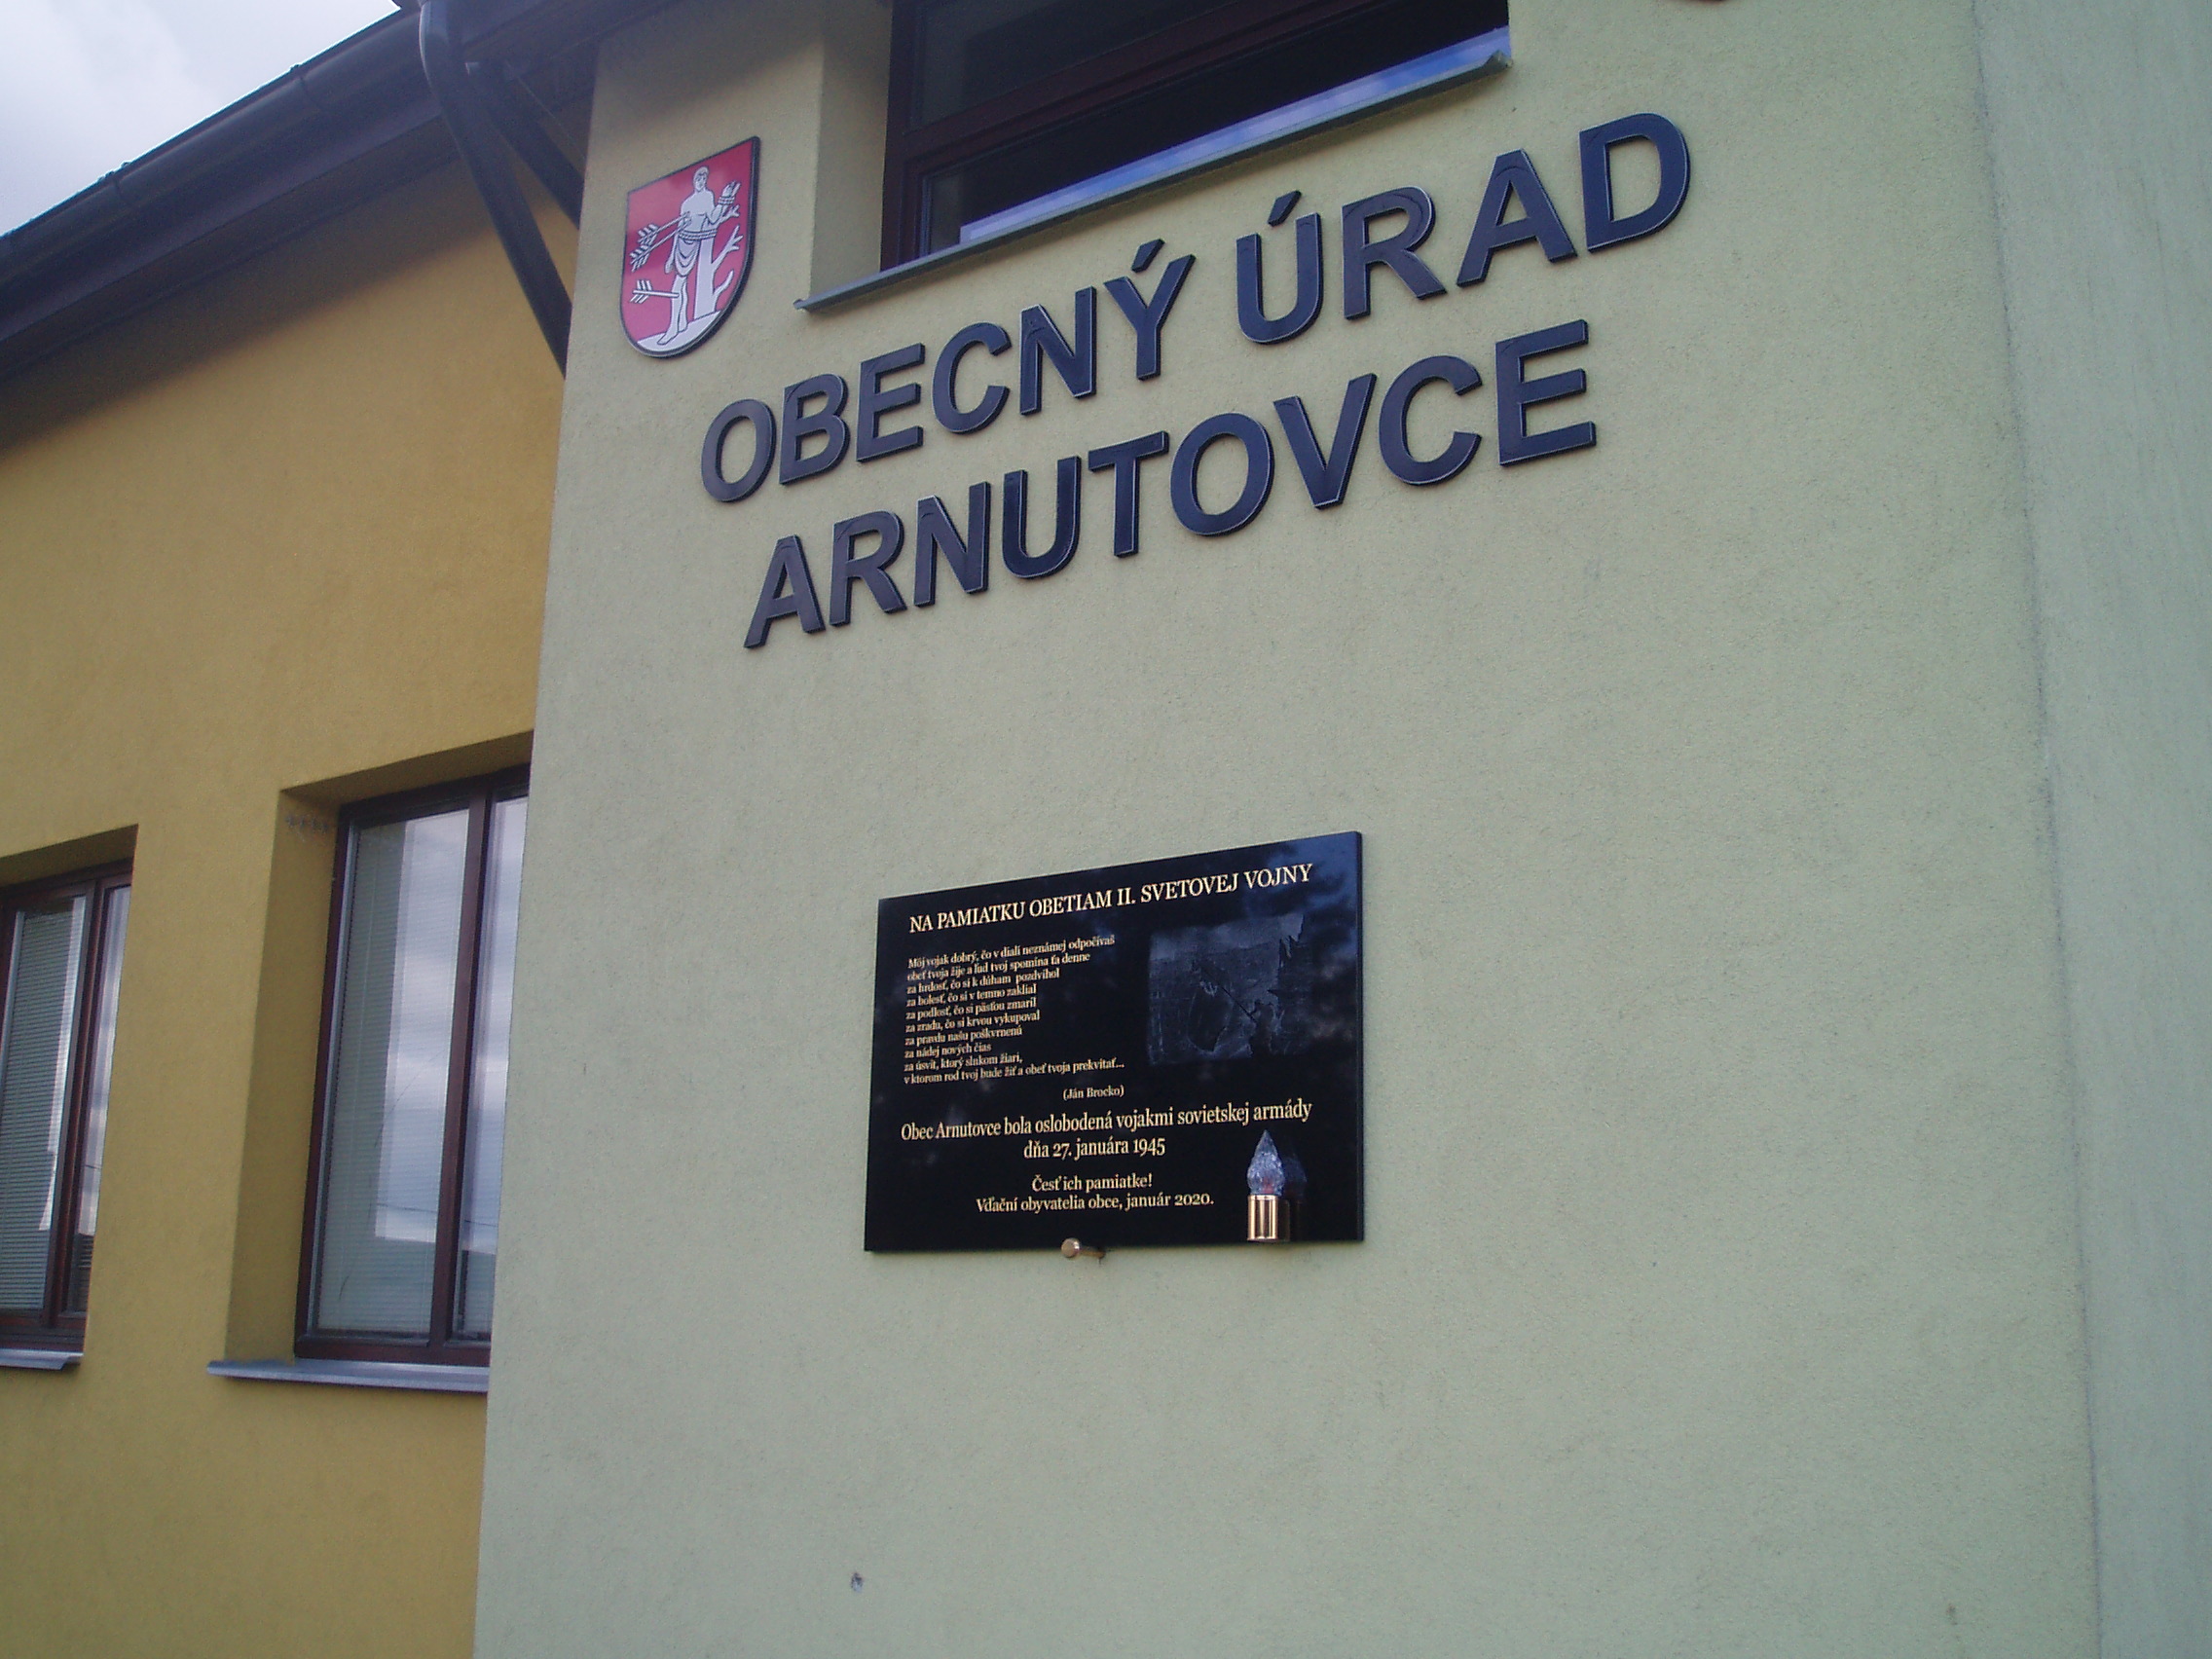 OBECNÝ ÚRAD
ARNUTOVCE
NA PAMIATKU OBETIAM II. SVETOVEJ VOJNY
Môj vojak dobrý, čo v diali neznámej odpočívaš
obeť tvoja žije a ľud tvoj spomína ťa denne
za hrdosť, čo si k dúham pozdvihol
za bolesť, čo si v temno zaklial
za podlosť, čo si päsťou zmaril
za zradu, čo si krvou vykupoval
za pravdu našu poškvrnenú
za nádej nových čias
za úsvit, ktorý slnkom žiari,
v ktorom rod tvoj bude žiť a obeť tvoja prekvitať...
(Ján Brocko)
Obec Arnutovce bola oslobodená vojakmi sovietskej armády
dňa 27. januára 1945
Česť ich pamiatke!
Vďační obyvatelia obce, január 2020.